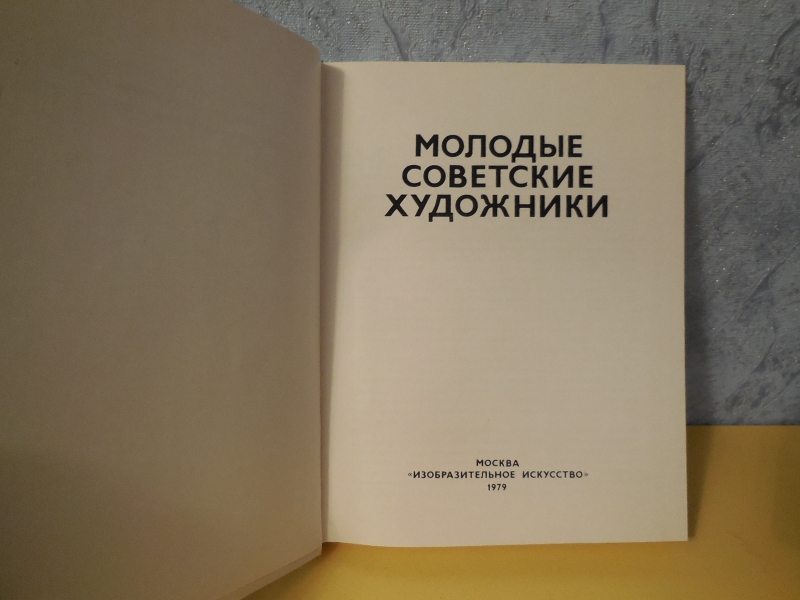 МОЛОДЫЕ
СОВЕТСКИЕ
ХУДОЖНИКИ
МОСКВА
«ИЗОБРАЗИТЕЛЬНОЕ ИСКУССТВО»
1979